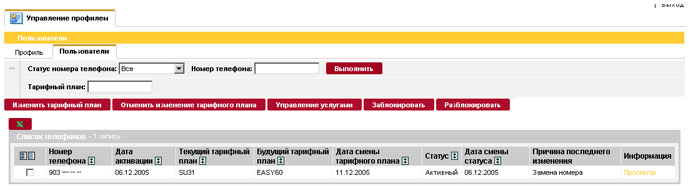 Выход
Управление профилем
Пользователи
Профиль Пользователи
Статус номера телефона: Все Номер телефона: Выполнить
Тарифный план:
Изменить тарифный план Отменить изменение тарифного плана Управление услугами Заблокировать Разблокировать
Список телефонов - 1 запись
Номер телефона Дата активации Текущий тарифный план Будущий тарифный план Дата смены тарифного плана Статус Дата смены статуса Причина последнего изменения Информация
903 --- -- -- 06.12.2005 SU31 EASY60 11.12.2005 Активный 06.12.2005 Замена номера Просмотр